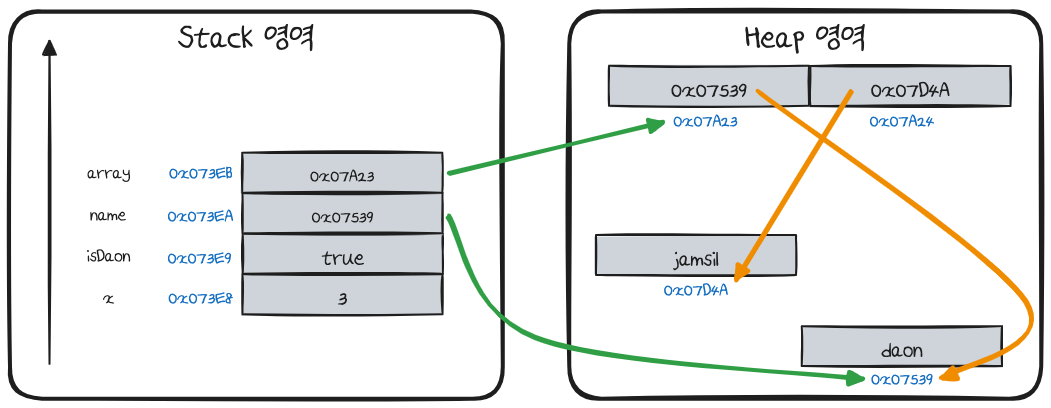 Stack 영역
array 0x073EB 0x07A23
name 0x073EA 0x07539
isDaon 0x073E9 true
x 0x073E8 3
Heap 영역
0x07539 0x07D4A
0x07A23 0x07A24
jamsil
0x07D4A
daon
0x07539